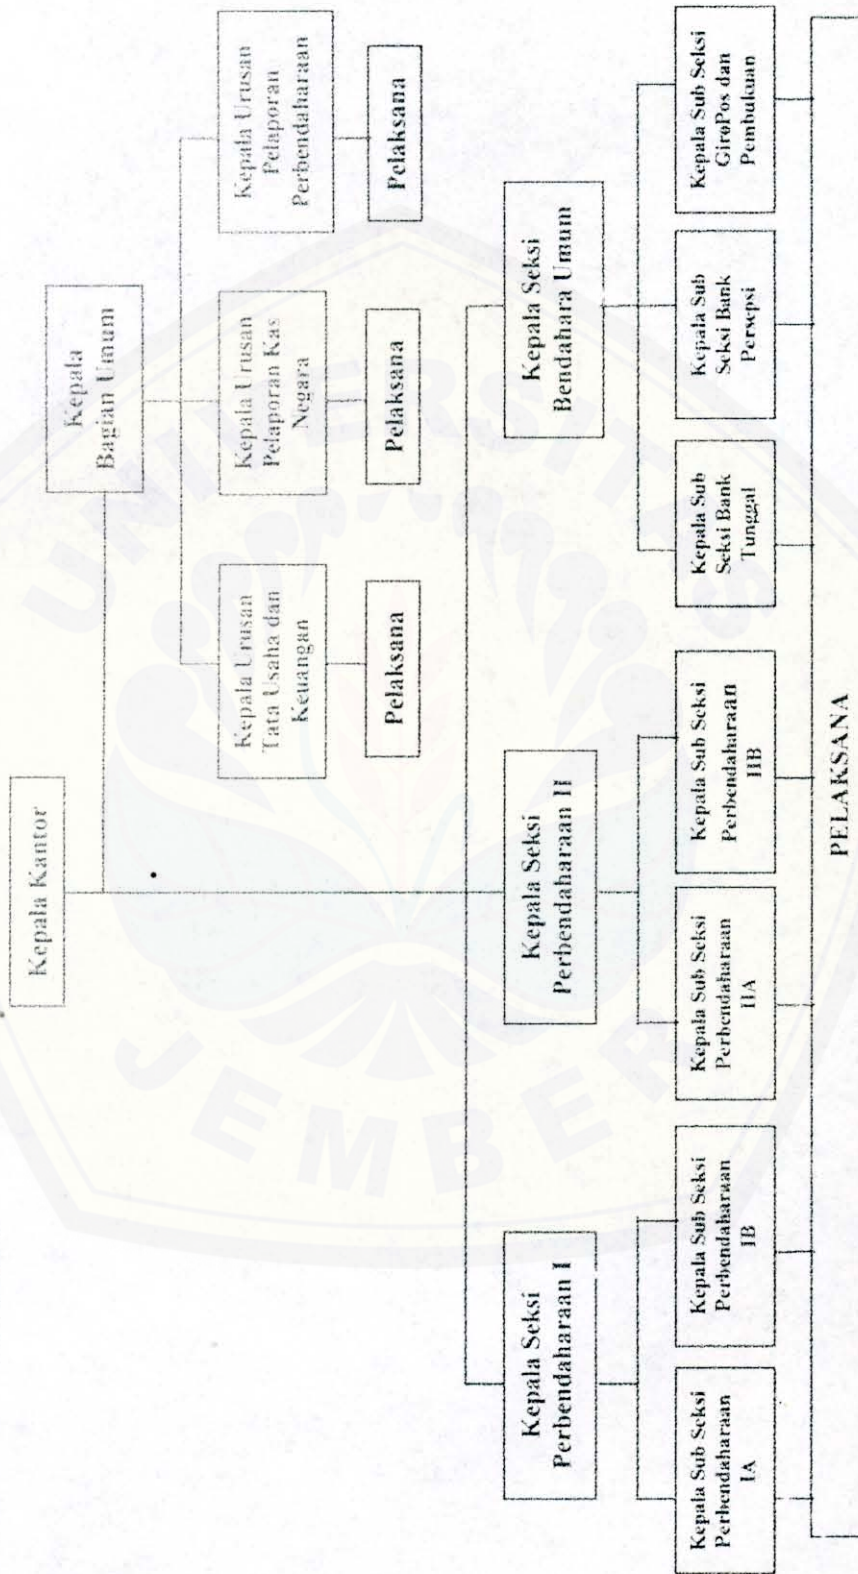 Kepala Kantor
Kepala
Bagian Umum
Kepala Urusan
Tata Usaha dan
Keuangan
Kepala Urusan
Pelaporan Kas
Negara
Kepala Urusan
Pelaporan
Perbendaharaan
Pelaksana
Pelaksana
Pelaksana
Kepala Seksi
Perbendaharaan I
Kepala Seksi
Perbendaharaan II
Kepala Seksi
Bendahara Umum
Kepala Sub Seksi
Perbendaharaan
IA
Kepala Sub Seksi
Perbendaharaan
IB
Kepala Sub Seksi
Perbendaharaan
IIA
Kepala Sub Seksi
Perbendaharaan
IIB
Kepala Sub
Seksi Bank
Tunggal
Kepala Sub
Seksi Bank
Persepsi
Kepala Sub Seksi
GiroPos dan
Pembukuan
PELAKSANA
UNIVERSITAS
JEMBER